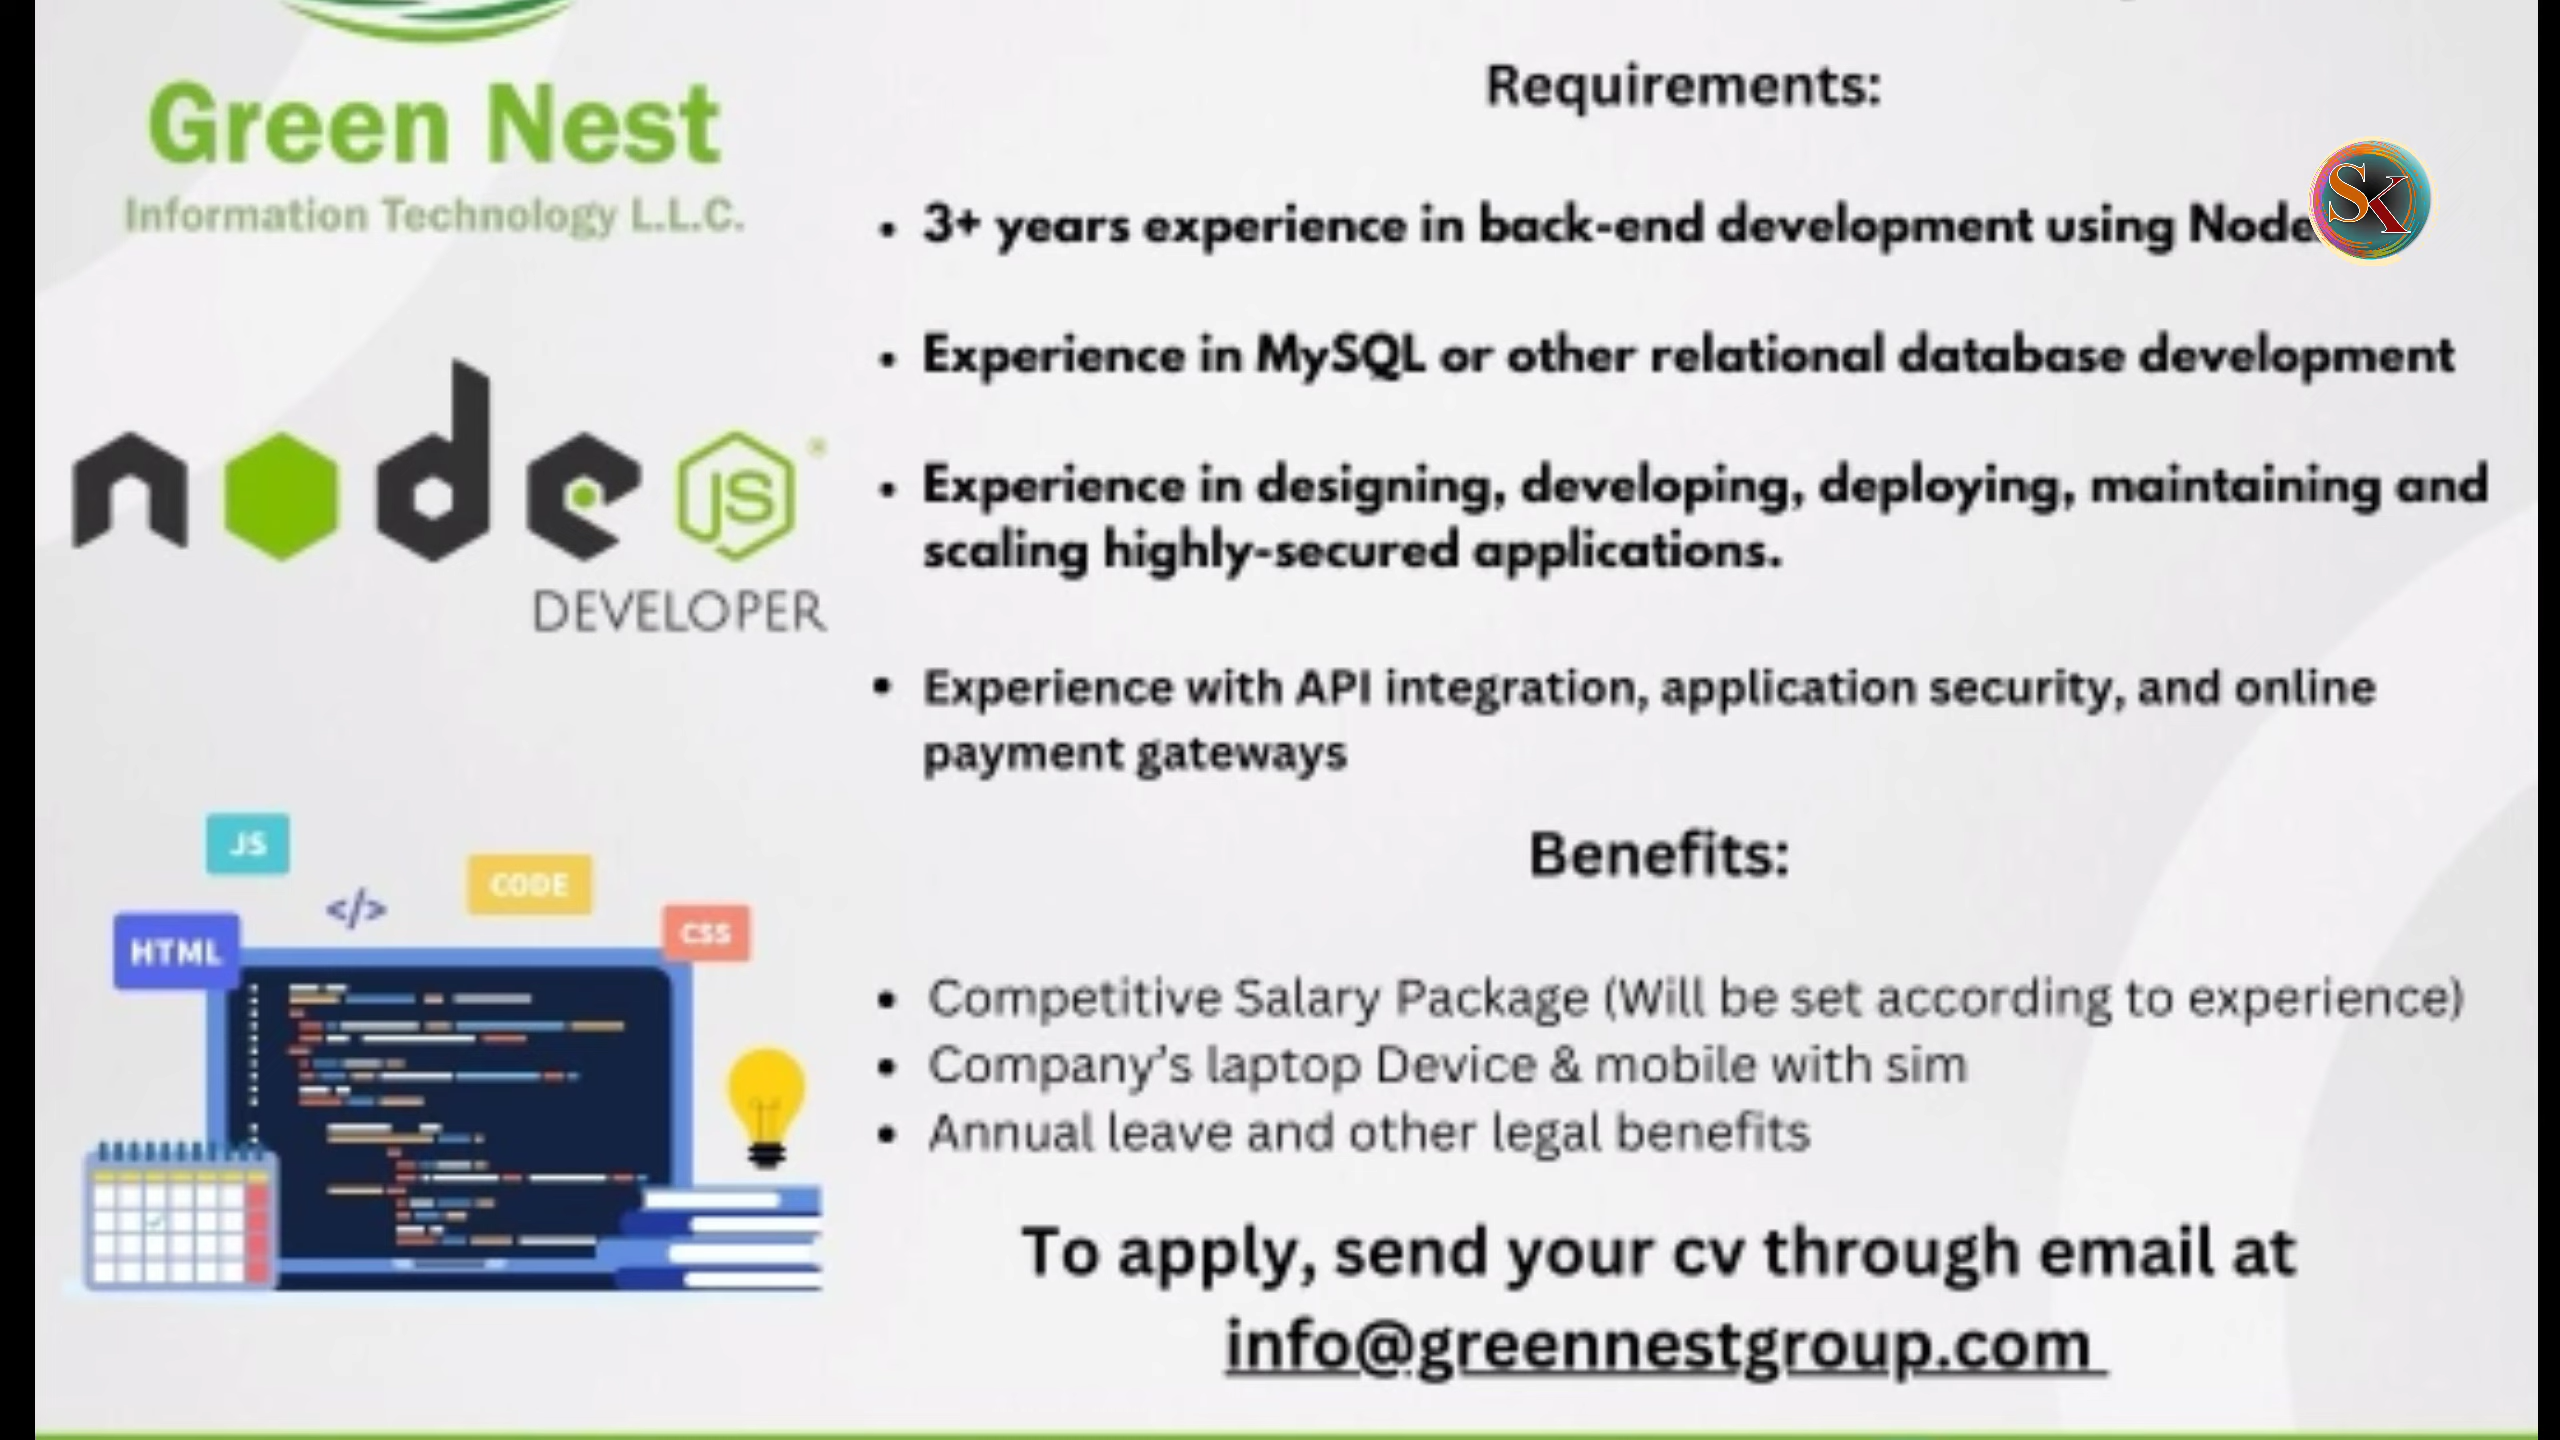 Green Nest
Information Technology L.L.C.
node JS ®
DEVELOPER
JS
</>
CODE
HTML
CSS
Requirements:
SK
• 3+ years experience in back-end development using Node
• Experience in MySQL or other relational database development
• Experience in designing, developing, deploying, maintaining and
scaling highly-secured applications.
• Experience with API integration, application security, and online
payment gateways
Benefits:
• Competitive Salary Package (Will be set according to experience)
• Company's laptop Device & mobile with sim
• Annual leave and other legal benefits
To apply, send your cv through email at
info@greennestgroup.com